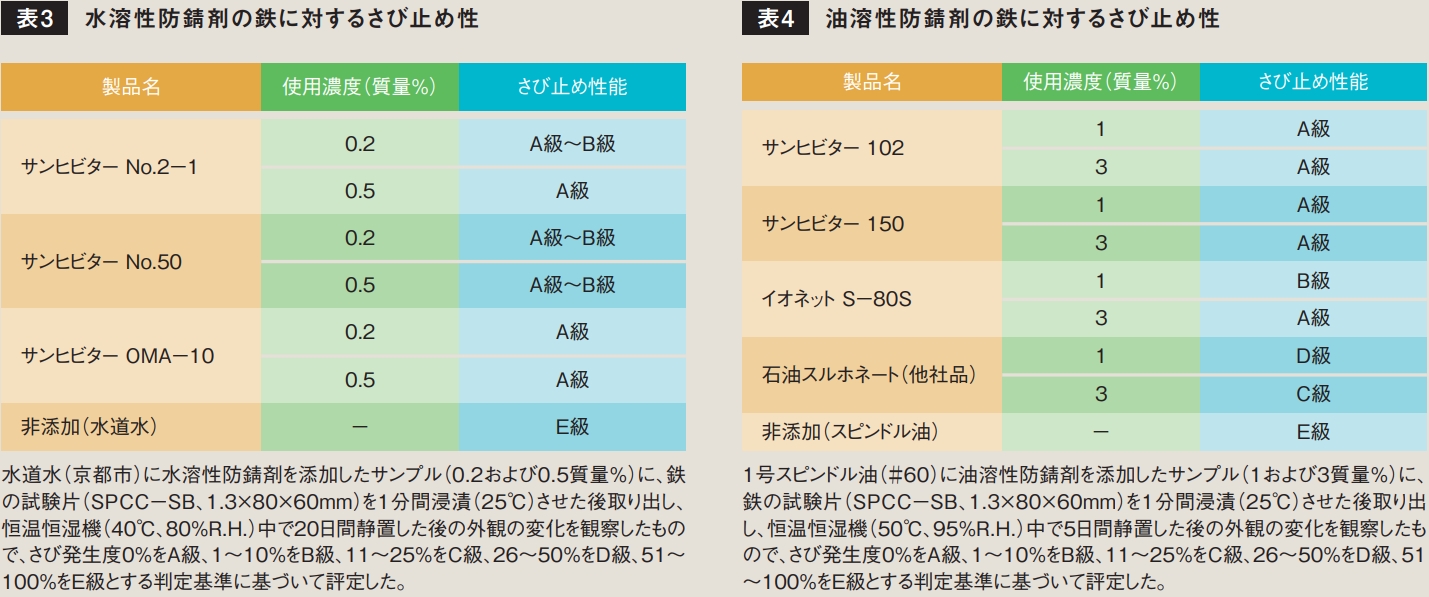 表3 水溶性防錆剤の鉄に対するさび止め性
製品名 使用濃度(質量%) さび止め性能
サンヒビター No.2−1
0.2 A級〜B級
0.5 A級
サンヒビター No.50
0.2 A級〜B級
0.5 A級〜B級
サンヒビター OMA−10
0.2 A級
0.5 A級
非添加(水道水) − E級
水道水(京都市)に水溶性防錆剤を添加したサンプル(0.2および0.5質量%)に、鉄
の試験片(SPCC−SB、1.3×80×60mm)を1分間浸漬(25℃)させた後取り出し、
恒温恒湿機(40℃、80%R.H.)中で20日間静置した後の外観の変化を観察したもの
で、さび発生度0%をA級、1〜10%をB級、11〜25%をC級、26〜50%をD級、51〜
100%をE級とする判定基準に基づいて評定した。
表4 油溶性防錆剤の鉄に対するさび止め性
製品名 使用濃度(質量%) さび止め性能
サンヒビター 102
1 A級
3 A級
サンヒビター 150
1 A級
3 A級
イオネット S−80S
1 B級
3 A級
石油スルホネート(他社品)
1 D級
3 C級
非添加(スピンドル油) − E級
1号スピンドル油(#60)に油溶性防錆剤を添加したサンプル(1および3質量%)に、
鉄の試験片(SPCC−SB、1.3×80×60mm)を1分間浸漬(25℃)させた後取り出
し、恒温恒湿機(50℃、95%R.H.)中で5日間静置した後の外観の変化を観察したも
ので、さび発生度0%をA級、1〜10%をB級、11〜25%をC級、26〜50%をD級、51
〜100%をE級とする判定基準に基づいて評定した。